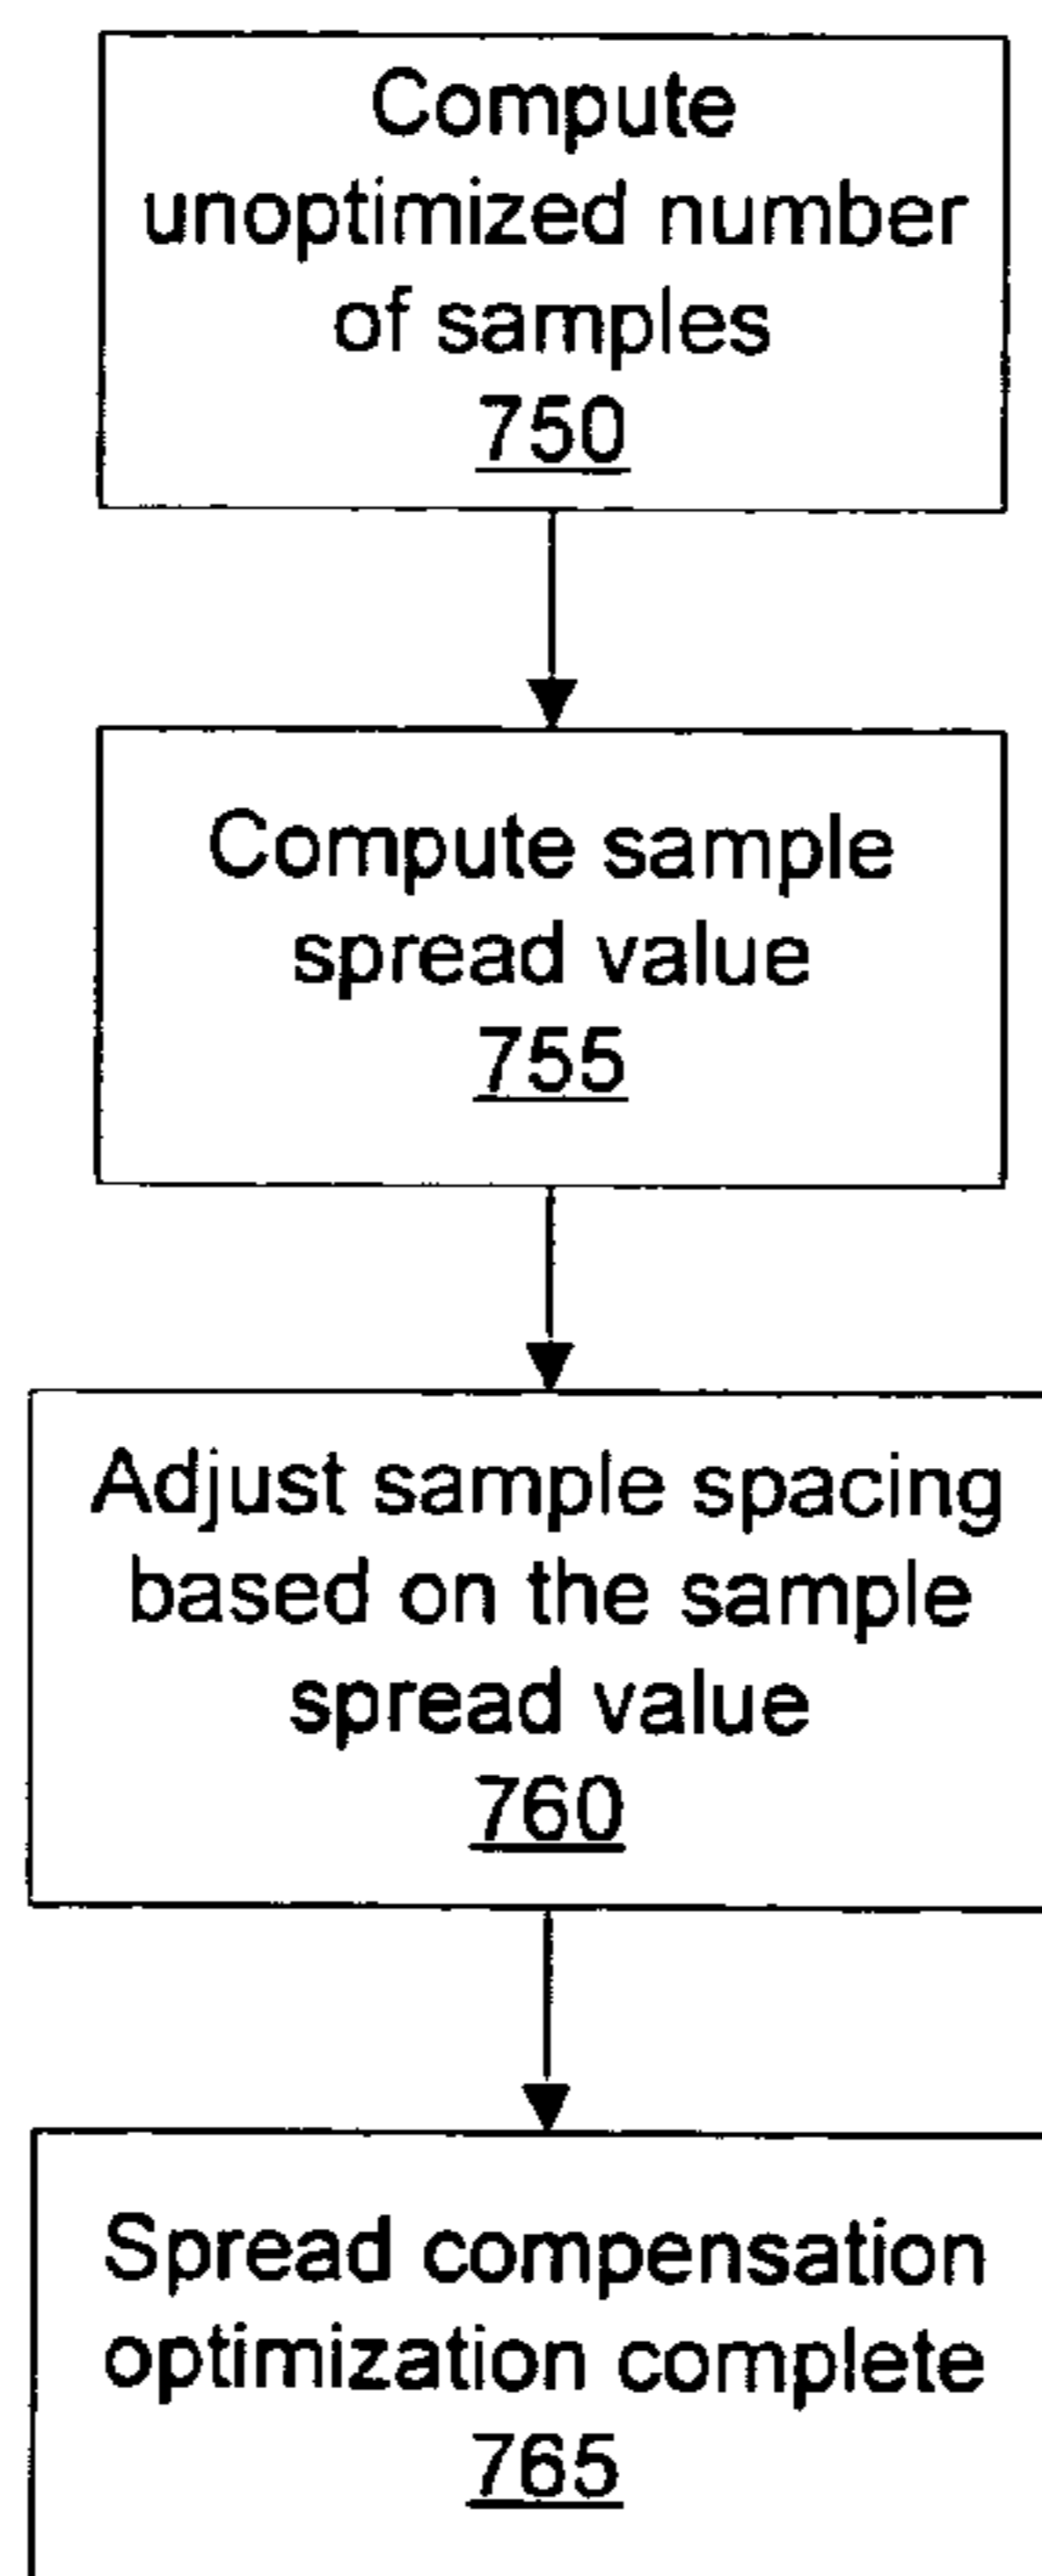 Compute
unoptimized number
of samples
750
Compute sample
spread value
755
Adjust sample spacing
based on the sample
spread value
760
Spread compensation
optimization complete
765